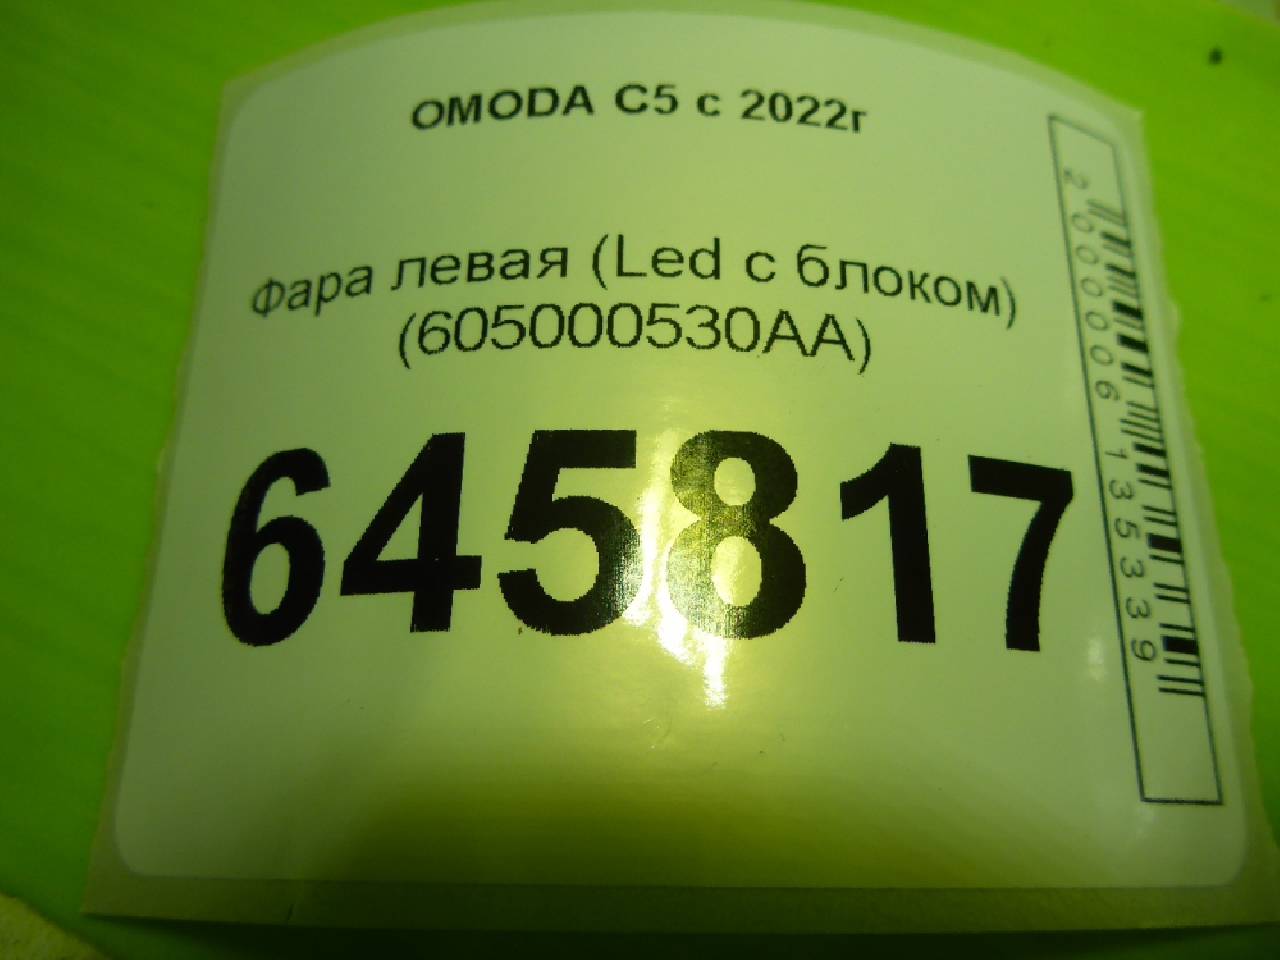 OMODA C5 с 2022г
Фара левая (Led с блоком)
(605000530AA)
645817
2000006135339